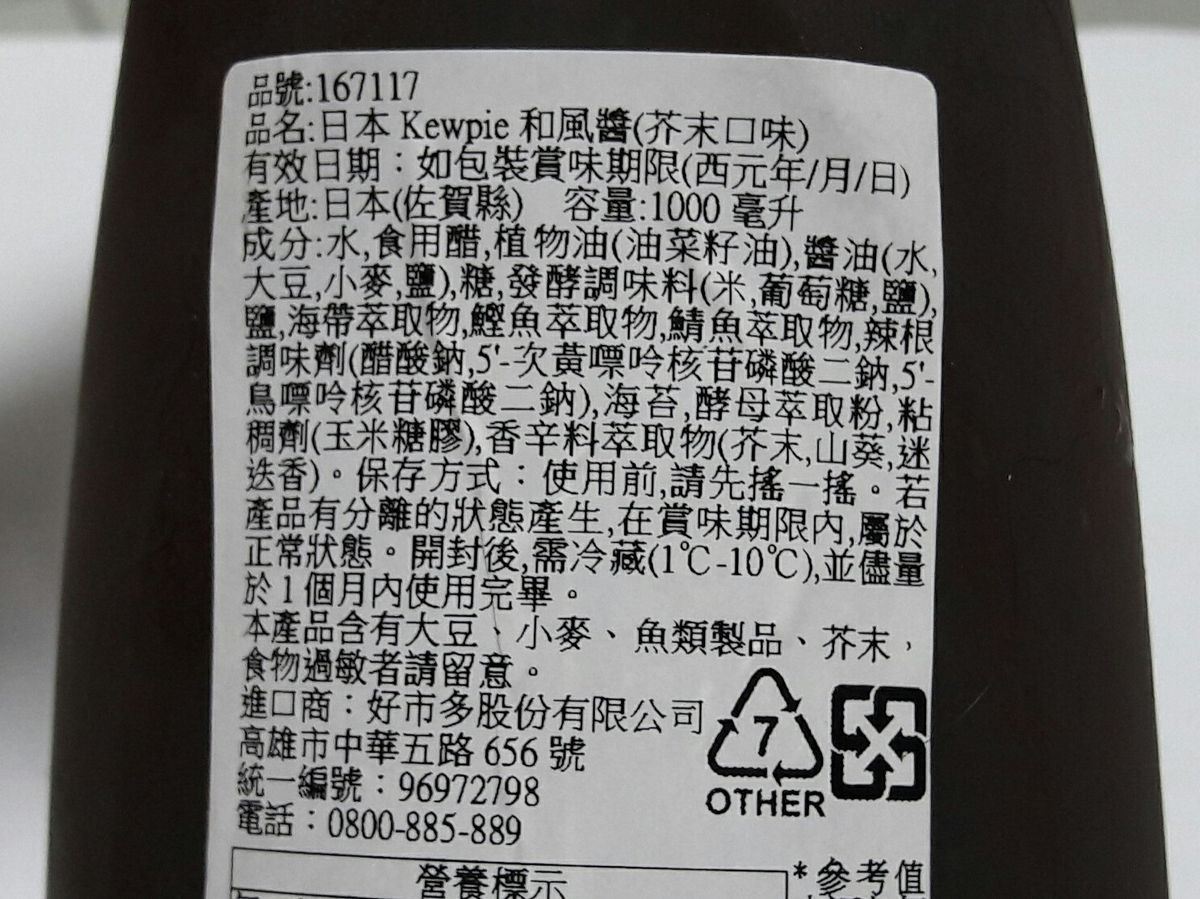 品號:167117
品名:日本 Kewpie 和風醬(芥末口味)
有效日期：如包裝賞味期限(西元年/月/日)
產地:日本(佐賀縣)　容量:1000 毫升
成分:水,食用醋,植物油(油菜籽油),醬油(水,
大豆,小麥,鹽),糖,發酵調味料(米,葡萄糖,鹽),
鹽,海帶萃取物,鰹魚萃取物,鯖魚萃取物,辣根
調味劑(醋酸鈉,5'-次黃嘌呤核苷磷酸二鈉,5'-
鳥嘌呤核苷磷酸二鈉),海苔,酵母萃取粉,粘
稠劑(玉米糖膠),香辛料萃取物(芥末,山葵,迷
迭香)。保存方式：使用前,請先搖一搖。若
產品有分離的狀態產生,在賞味期限內,屬於
正常狀態。開封後,需冷藏(1℃-10℃),並儘量
於 1 個月內使用完畢。
本產品含有大豆、小麥、魚類製品、芥末，
食物過敏者請留意。
進口商：好市多股份有限公司
高雄市中華五路 656 號
統一編號：96972798
電話：0800-885-889
7
OTHER
營養標示
*參考值